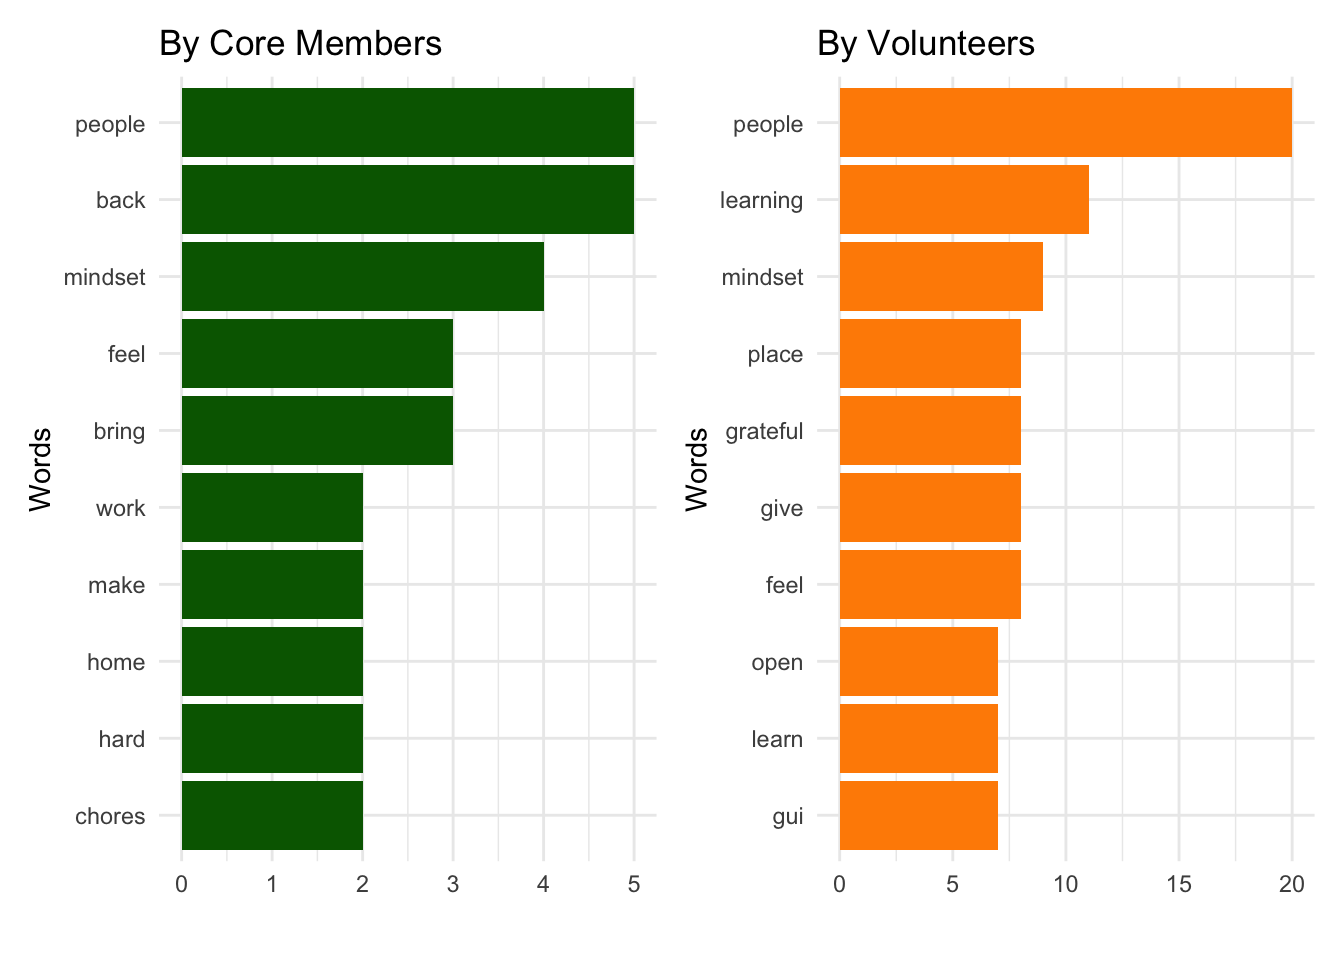 By Core Members
Words
people
back
mindset
feel
bring
work
make
home
hard
chores
0 1 2 3 4 5
By Volunteers
Words
people
learning
mindset
place
grateful
give
feel
open
learn
gui
0 5 10 15 20